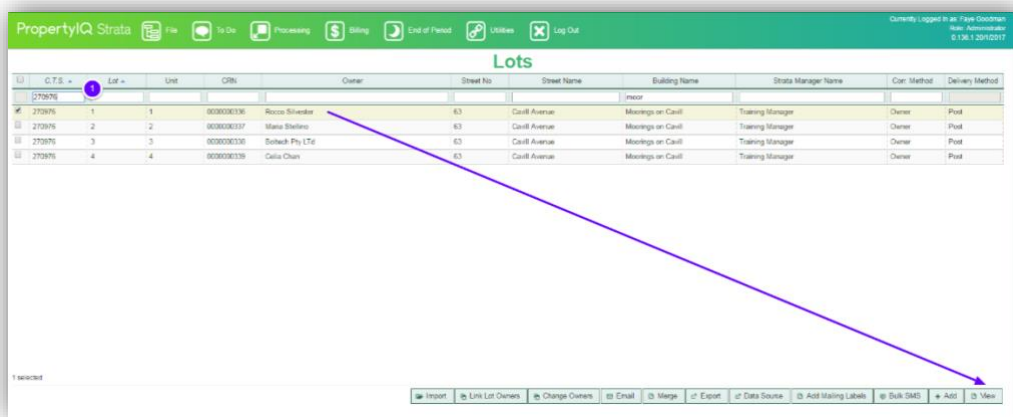 PropertyIQ Strata File To Do Processing $ Billing End of Period Utilities Log Out
Currently Logged in as: Faye Goodman
Role: Administrator
0.136.1 20/1/2017
Lots
C.T.S. Lot Unit CRN Owner Street No Street Name Building Name Strata Manager Name Corr. Method Delivery Method
270976 1 moor
270976 1 1 0000000336 Rocco Silvestor 63 Cavill Avenue Moorings on Cavill Training Manager Owner Post
270976 2 2 0000000337 Maria 63 Cavill Avenue Moorings on Cavill Training Manager Owner Post
270976 3 3 0000000338 Pty LTd 63 Cavill Avenue Moorings on Cavill Training Manager Owner Post
270976 4 4 0000000339 Celia Chan 63 Cavill Avenue Moorings on Cavill Training Manager Owner Post
1 selected
Import Link Lot Owners Change Owners Email Merge Export Data Source Add Mailing Labels Bulk SMS + Add View